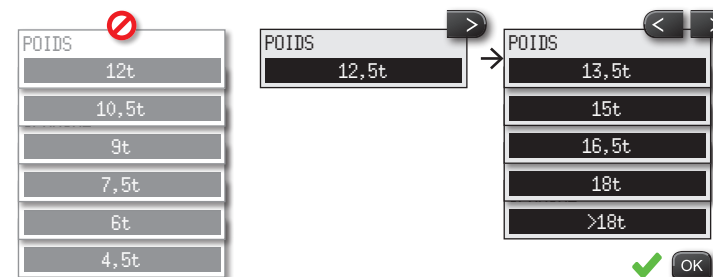 POIDS
12t
10,5t
9t
7,5t
6t
4,5t
>
POIDS
12,5t
→
< >
POIDS
13,5t
15t
16,5t
18t
>18t
OK